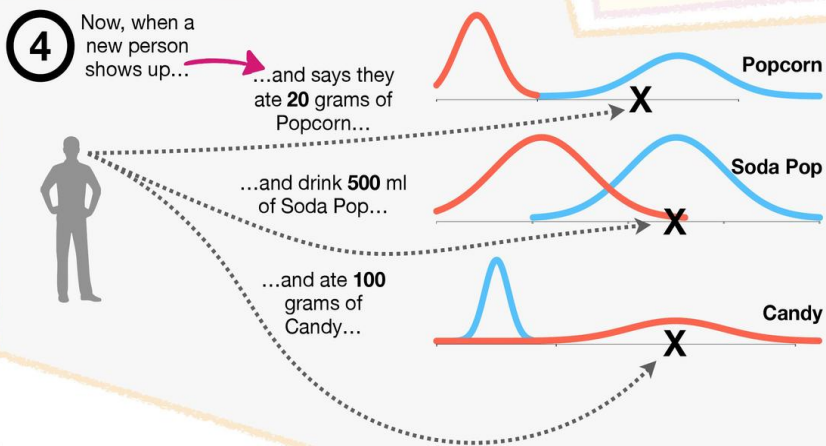 4
Now, when a
new person
shows up…
…and says they
ate 20 grams of
Popcorn…
Popcorn
X
…and drink 500 ml
of Soda Pop…
Soda Pop
X
…and ate 100
grams of
Candy…
Candy
X